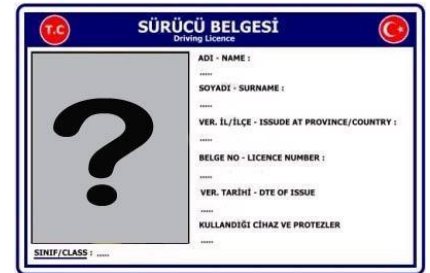 T.C SÜRÜCÜ BELGESİ
Driving Licence
ADI - NAME :
.....
SOYADI - SURNAME :
.....
VER. İL/İLÇE - ISSUDE AT PROVINCE/COUNTRY :
.....
BELGE NO - LICENCE NUMBER :
.....
VER. TARİHİ - DTE OF ISSUE
.....
KULLANDIĞI CİHAZ VE PROTEZLER
.....
?
SINIF/CLASS : .....